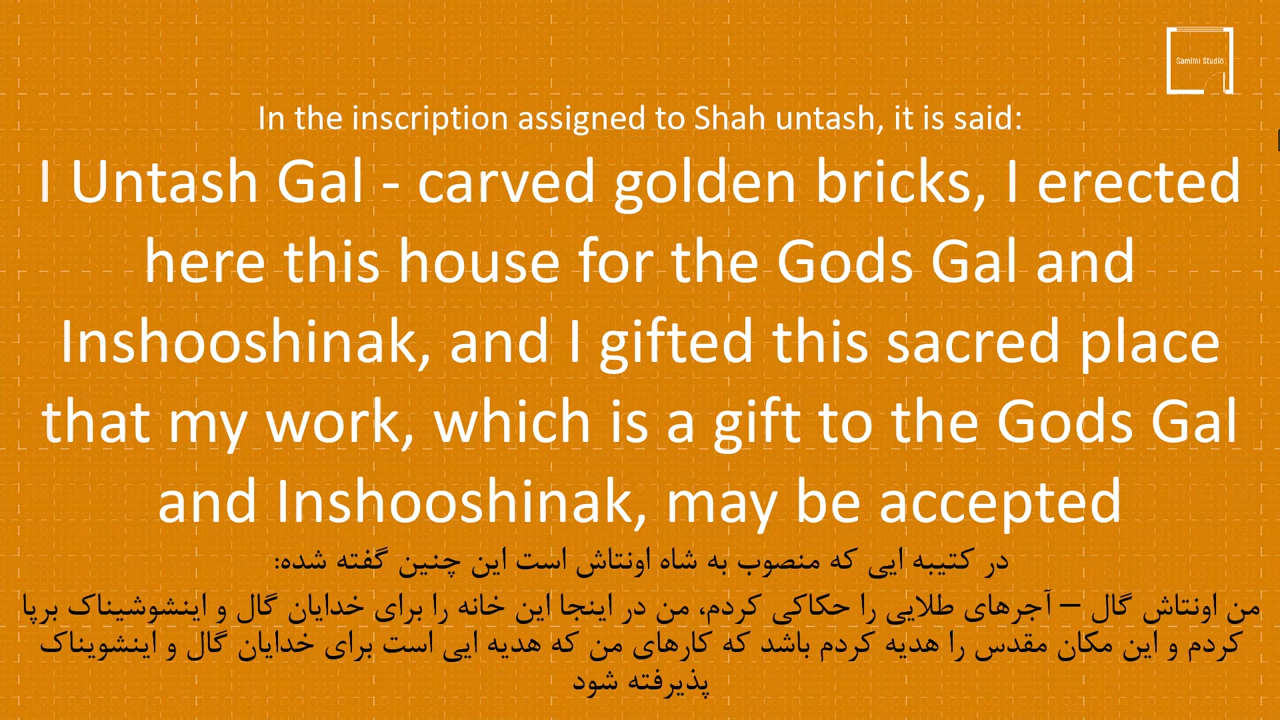 Samimi Studio
In the inscription assigned to Shah untash, it is said:
I Untash Gal - carved golden bricks, I erected
here this house for the Gods Gal and
Inshooshinak, and I gifted this sacred place
that my work, which is a gift to the Gods Gal
and Inshooshinak, may be accepted
در کتیبه ایی که منصوب به شاه اونتاش است این چنین گفته شده:
من اونتاش گال – آجرهای طلایی را حکاکی کردم، من در اینجا این خانه را برای خدایان گال و اینشوشیناک برپا
کردم و این مکان مقدس را هدیه کردم باشد که کارهای من که هدیه ایی است برای خدایان گال و اینشویناک
پذیرفته شود